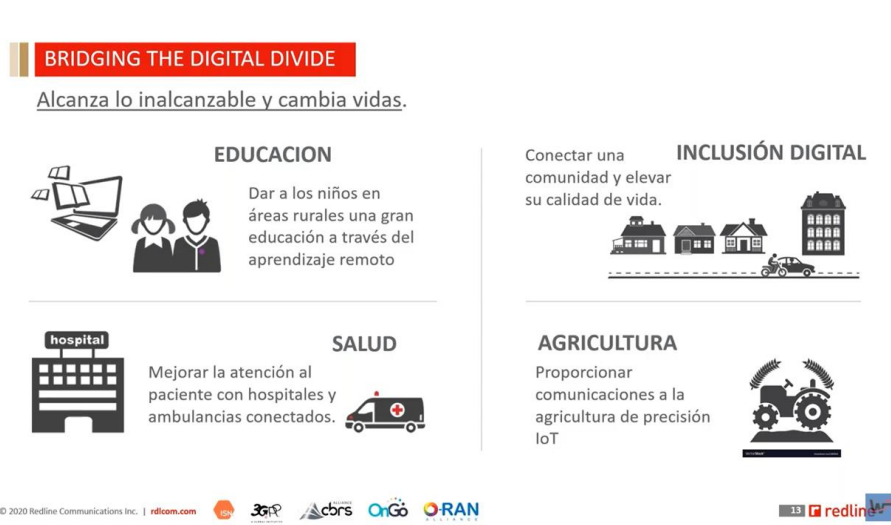 BRIDGING THE DIGITAL DIVIDE
Alcanza lo inalcanzable y cambia vidas.
EDUCACION
Dar a los niños en
áreas rurales una gran
educación a través del
aprendizaje remoto
Conectar una
comunidad y elevar
su calidad de vida.
INCLUSIÓN DIGITAL
hospital
SALUD
Mejorar la atención al
paciente con hospitales y
ambulancias conectados.
AGRICULTURA
Proporcionar
comunicaciones a la
agricultura de precisión
IoT
© 2020 Redline Communications Inc. | rdlcom.com
3GPP
cbrs
ALLIANCE
OnGo
O-RAN
ALLIANCE
13
redline